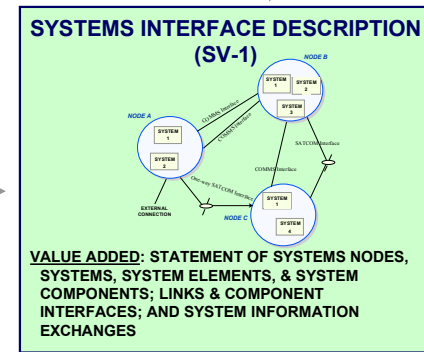 SYSTEMS INTERFACE DESCRIPTION
(SV-1)
NODE B
SYSTEM
1
SYSTEM
2
SYSTEM
3
NODE A
COMMS Interface
COMMS Interface
SYSTEM
1
SYSTEM
2
SATCOM Interface
COMMS Interface
One-way SATCOM Interface
EXTERNAL
CONNECTION
NODE C
SYSTEM
1
SYSTEM
4
VALUE ADDED: STATEMENT OF SYSTEMS NODES,
SYSTEMS, SYSTEM ELEMENTS, & SYSTEM
COMPONENTS; LINKS & COMPONENT
INTERFACES; AND SYSTEM INFORMATION
EXCHANGES